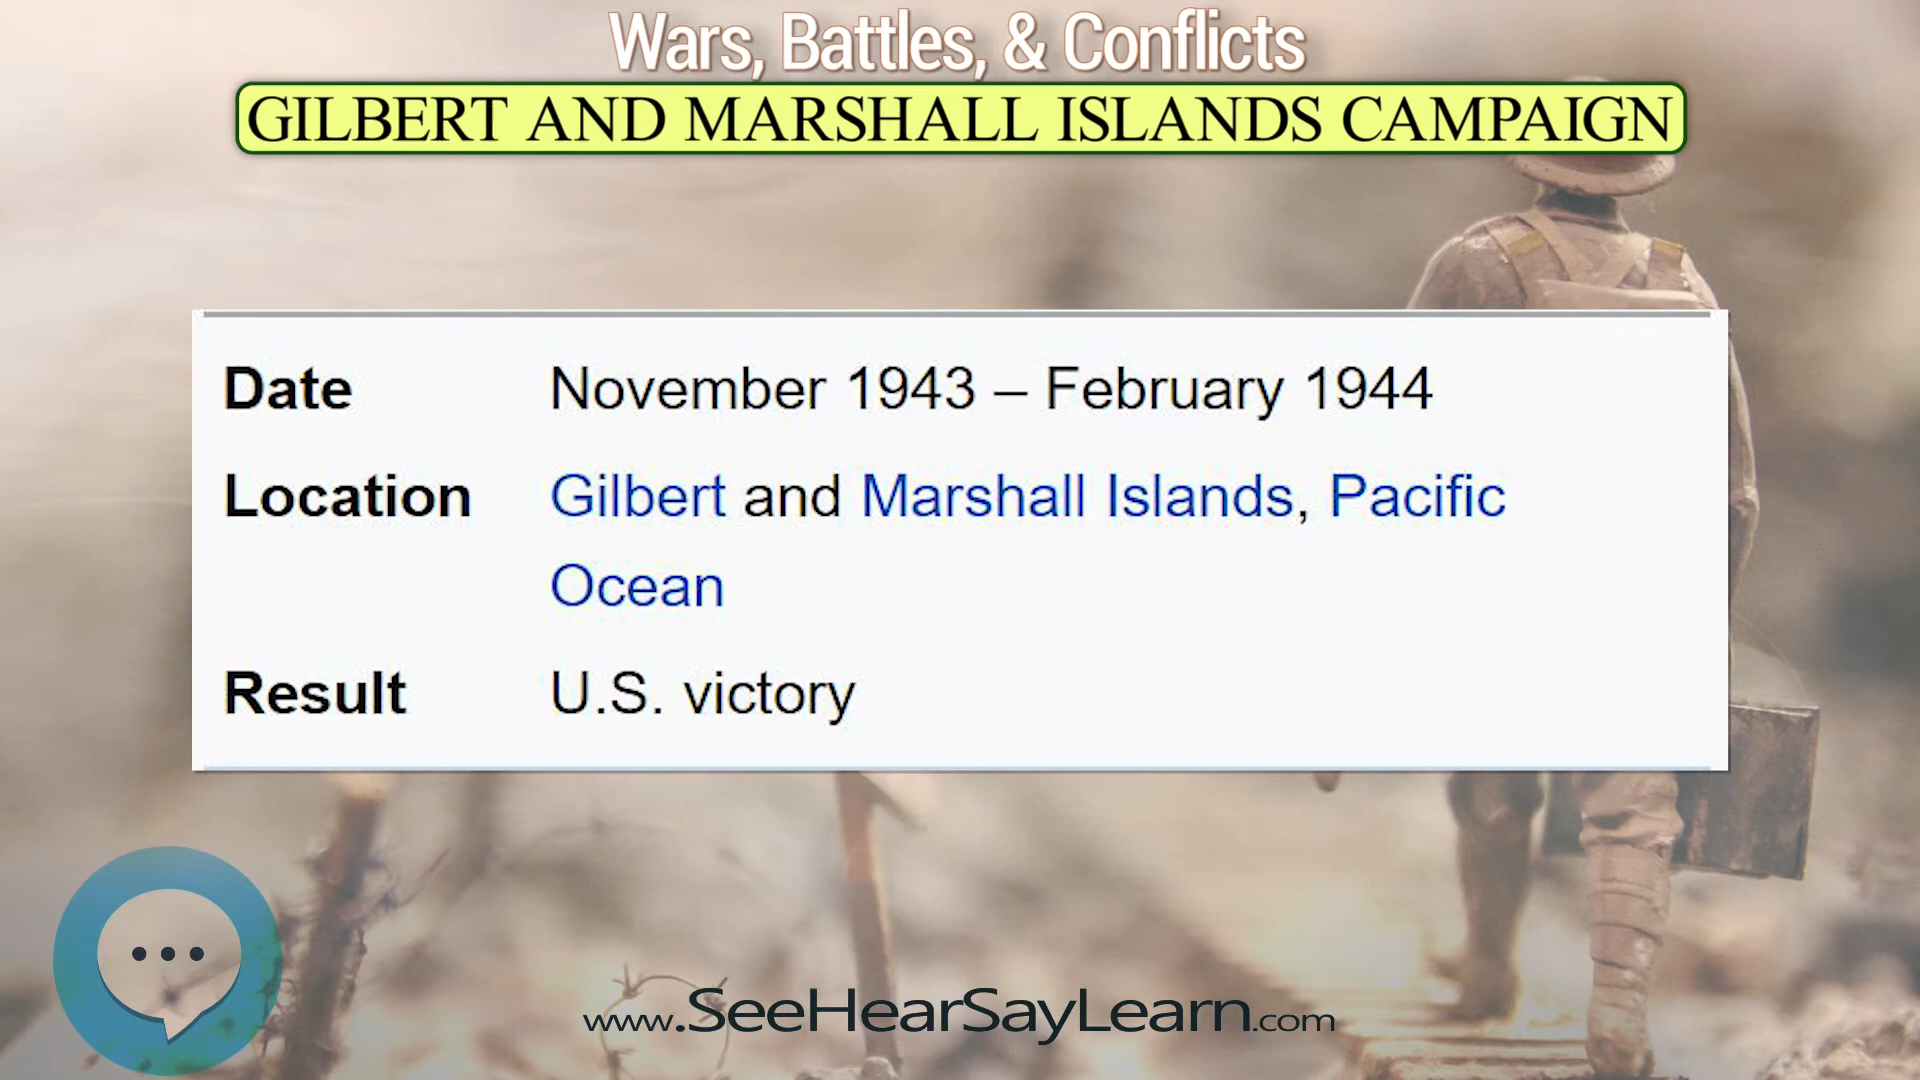 Wars, Battles, & Conflicts
GILBERT AND MARSHALL ISLANDS CAMPAIGN
Date November 1943 – February 1944
Location Gilbert and Marshall Islands, Pacific
Ocean
Result U.S. victory
www.SeeHearSayLearn.com